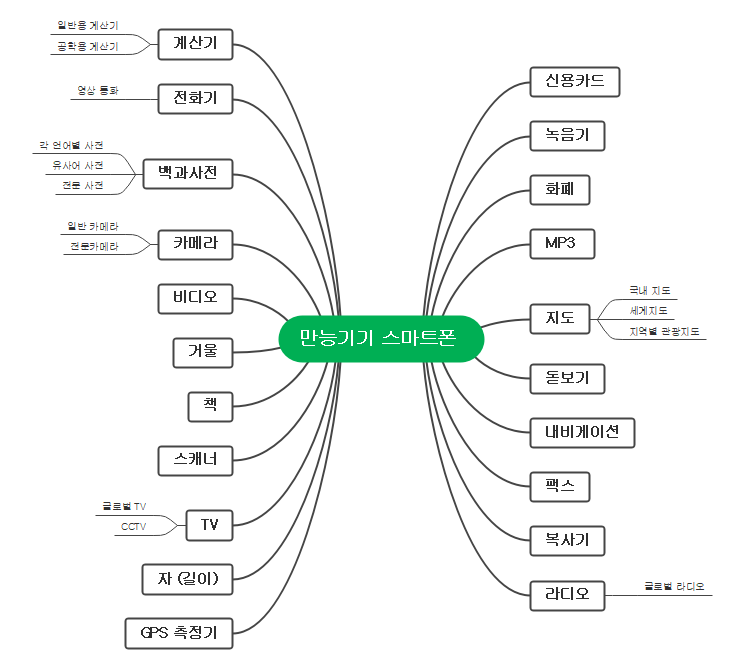 만능기기 스마트폰
계산기
일반용 계산기
공학용 계산기
전화기
영상 통화
백과사전
각 언어별 사전
유사어 사전
전문 사전
카메라
일반 카메라
전문카메라
비디오
거울
책
스캐너
TV
글로벌 TV
CCTV
자 (길이)
GPS 측정기
신용카드
녹음기
화폐
MP3
지도
국내 지도
세게지도
지역별 관광지도
돋보기
내비게이션
팩스
복사기
라디오
글로벌 라디오